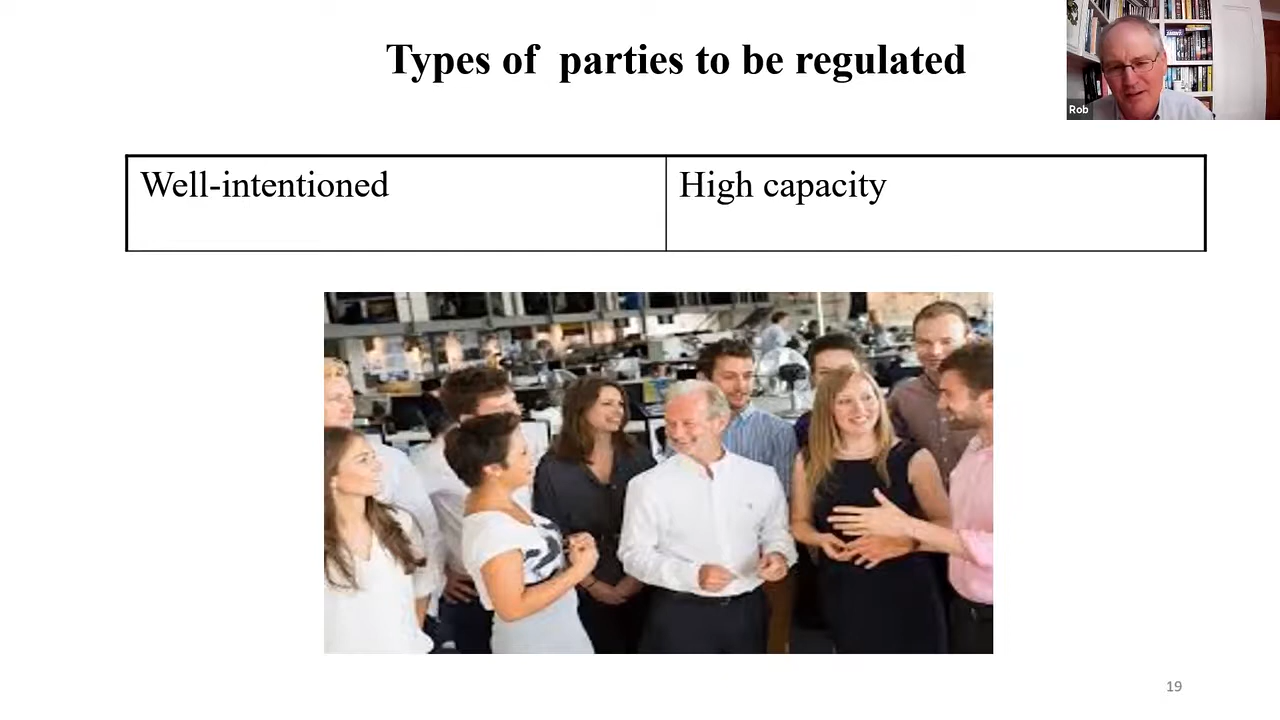 Types of  parties to be regulated
Rob
Well-intentioned
High capacity
19